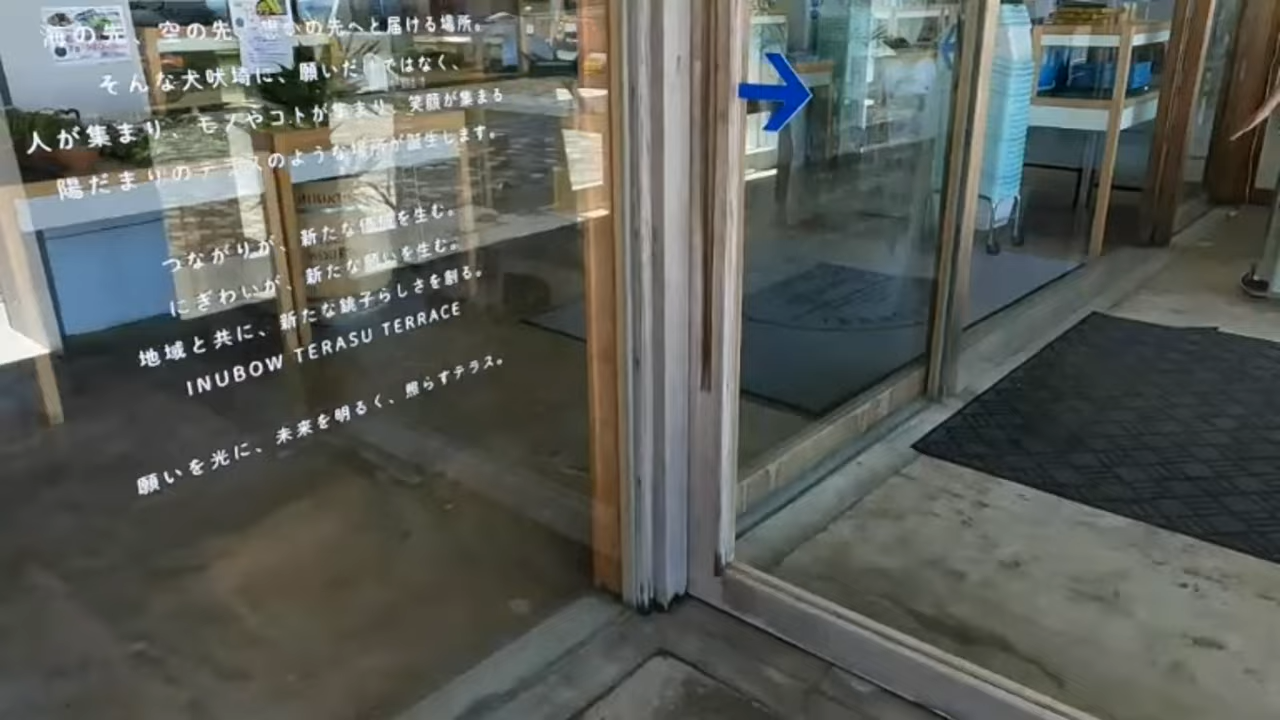 海の先、空の先、想いの先へと届ける場所。
そんな犬吠埼に、願いだけではなく、
人が集まり、モノやコトが集まり、笑顔が集まる
陽だまりのテラスのような場所が誕生します。
つながりが、新たな価値を生む。
にぎわいが、新たな願いを生む。
地域と共に、新たな銚子らしさを創る。
INUBOW TERASU TERRACE
願いを光に、未来を明るく、照らすテラス。